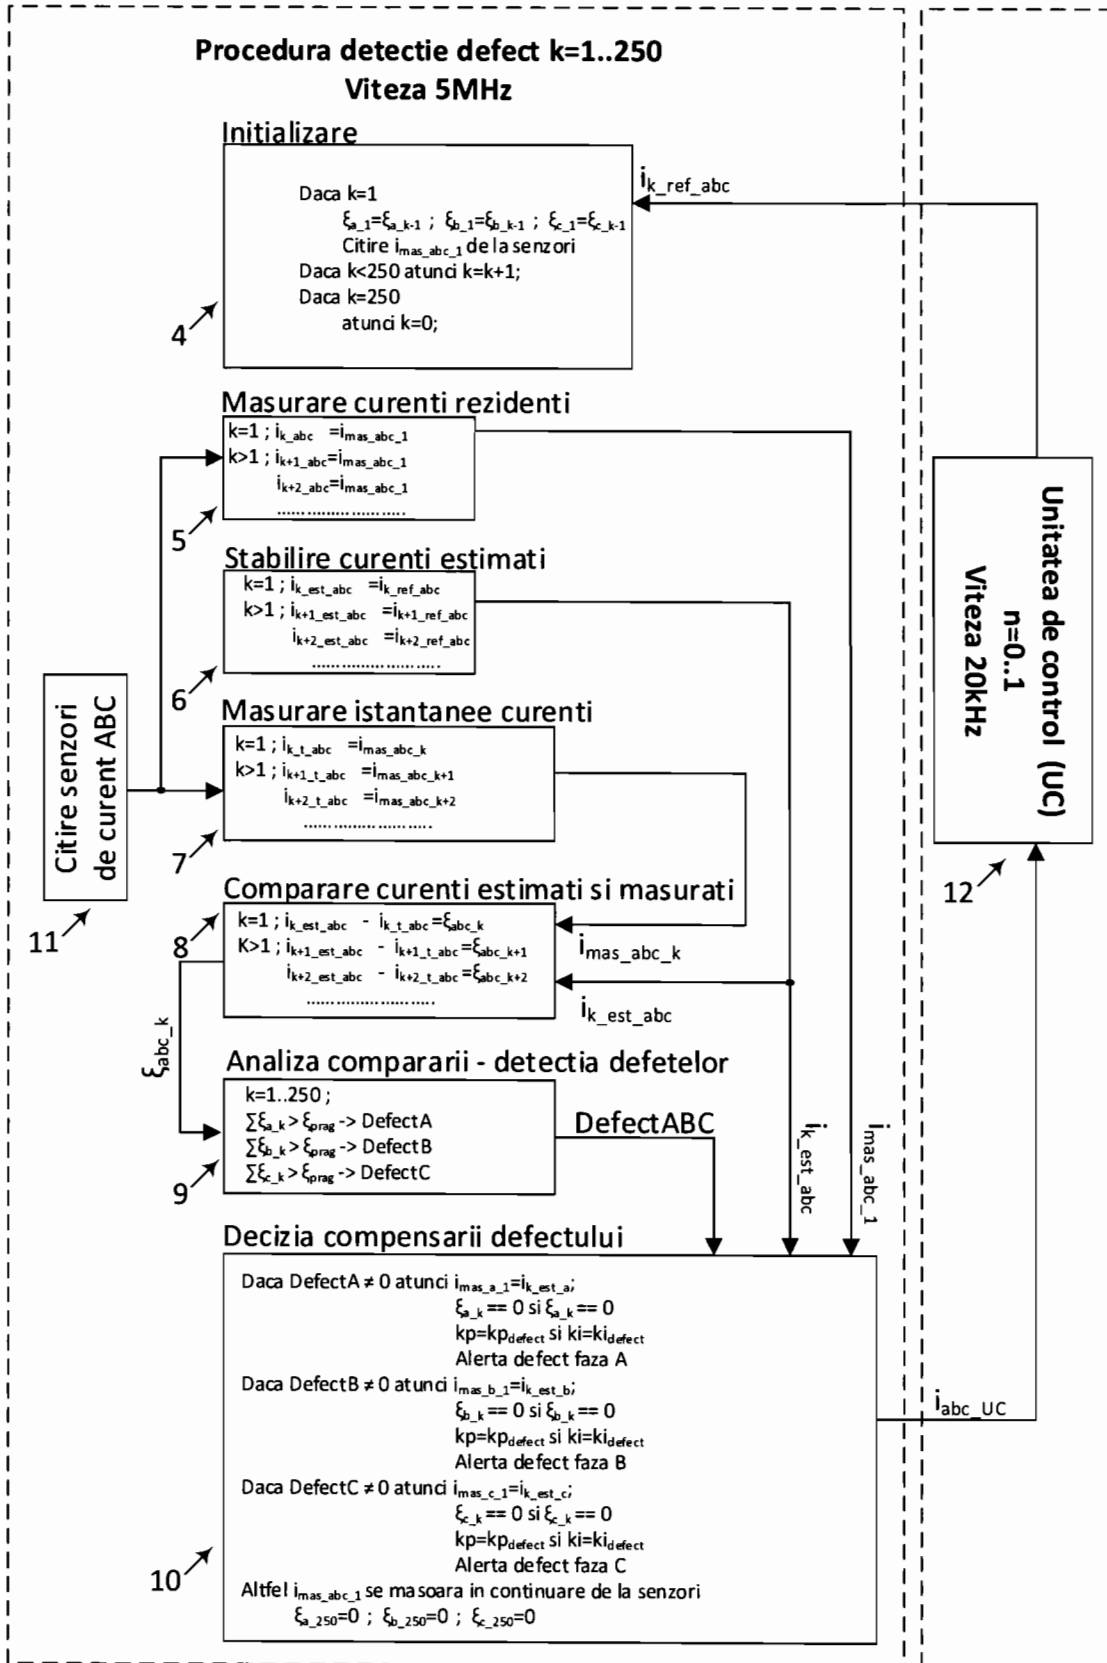 Procedura detectie defect k=1..250
Viteza 5MHz
Initializare
Daca k=1
ξa_1=ξa_k-1 ; ξb_1=ξb_k-1 ; ξc_1=ξc_k-1
Citire imas_abc_1 de la senzori
Daca k<250 atunci k=k+1;
Daca k=250
atunci k=0;
4
ik_ref_abc
Masurare curenti rezidenti
k=1 ; ik_abc =imas_abc_1
k>1 ; ik+1_abc=imas_abc_1
ik+2_abc=imas_abc_1
........................
5
Stabilire curenti estimati
k=1 ; ik_est_abc =ik_ref_abc
k>1 ; ik+1_est_abc =ik+1_ref_abc
ik+2_est_abc =ik+2_ref_abc
........................
6
Masurare istantanee curenti
k=1 ; ik_t_abc =imas_abc_k
k>1 ; ik+1_t_abc =imas_abc_k+1
ik+2_t_abc =imas_abc_k+2
........................
7
Citire senzori
de curent ABC
11
Unitatea de control (UC)
n=0..1
Viteza 20kHz
12
Comparare curenti estimati si masurati
k=1 ; ik_est_abc - ik_t_abc=ξabc_k
K>1 ; ik+1_est_abc - ik+1_t_abc=ξabc_k+1
ik+2_est_abc - ik+2_t_abc=ξabc_k+2
........................
8
imas_abc_k
ik_est_abc
ξabc_k
Analiza compararii - detectia defetelor
k=1..250 ;
∑ξa_k > ξprag -> DefectA
∑ξb_k > ξprag -> DefectB
∑ξc_k > ξprag -> DefectC
9
DefectABC
ik_est_abc
imas_abc_1
Decizia compensarii defectului
Daca DefectA ≠ 0 atunci imas_a_1=ik_est_a;
ξa_k == 0 si ξa_k == 0
kp=kpdefect si ki=kidefect
Alerta defect faza A
Daca DefectB ≠ 0 atunci imas_b_1=ik_est_b;
ξb_k == 0 si ξb_k == 0
kp=kpdefect si ki=kidefect
Alerta defect faza B
Daca DefectC ≠ 0 atunci imas_c_1=ik_est_c;
ξc_k == 0 si ξc_k == 0
kp=kpdefect si ki=kidefect
Alerta defect faza C
Altfel imas_abc_1 se masoara in continuare de la senzori
ξa_250=0 ; ξb_250=0 ; ξc_250=0
10
iabc_UC